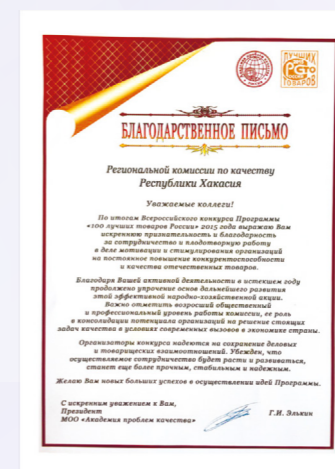 ЛУЧШИХ
ТОВАРОВ
БЛАГОДАРСТВЕННОЕ ПИСЬМО
Региональной комиссии по качеству
Республики Хакасия
Уважаемые коллеги!
По итогам Всероссийского конкурса Программы
«100 лучших товаров России» 2015 года выражаю Вам
искреннюю признательность и благодарность
за сотрудничество и плодотворную работу
в деле мотивации и стимулирования организаций
на постоянное повышение конкурентоспособности
и качества отечественных товаров.
Благодаря Вашей активной деятельности в истекшем году
продолжено упрочение основ дальнейшего развития
этой эффективной народно-хозяйственной акции.
Важно отметить возросший общественный
и профессиональный уровень работы комиссии, ее роль
в консолидации потенциала организаций на решение стоящих
задач качества в условиях современных вызовов в экономике страны.
Организаторы конкурса надеются на сохранение деловых
и товарищеских взаимоотношений. Убежден, что
осуществляемое сотрудничество будет расти и развиваться,
станет еще более прочным, стабильным и надежным.
Желаю Вам новых больших успехов в осуществлении идей Программы.
С искренним уважением к Вам,
Президент
МОО «Академия проблем качества»
Г.И. Элькин